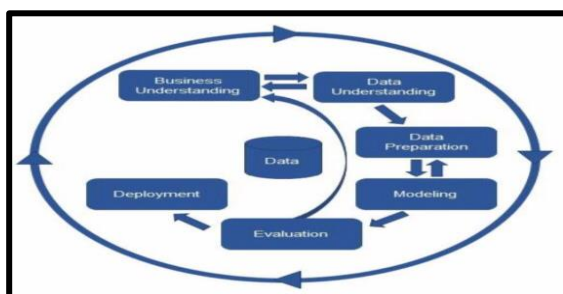 Business
Understanding
Data
Understanding
Data
Preparation
Data
Deployment
Modeling
Evaluation